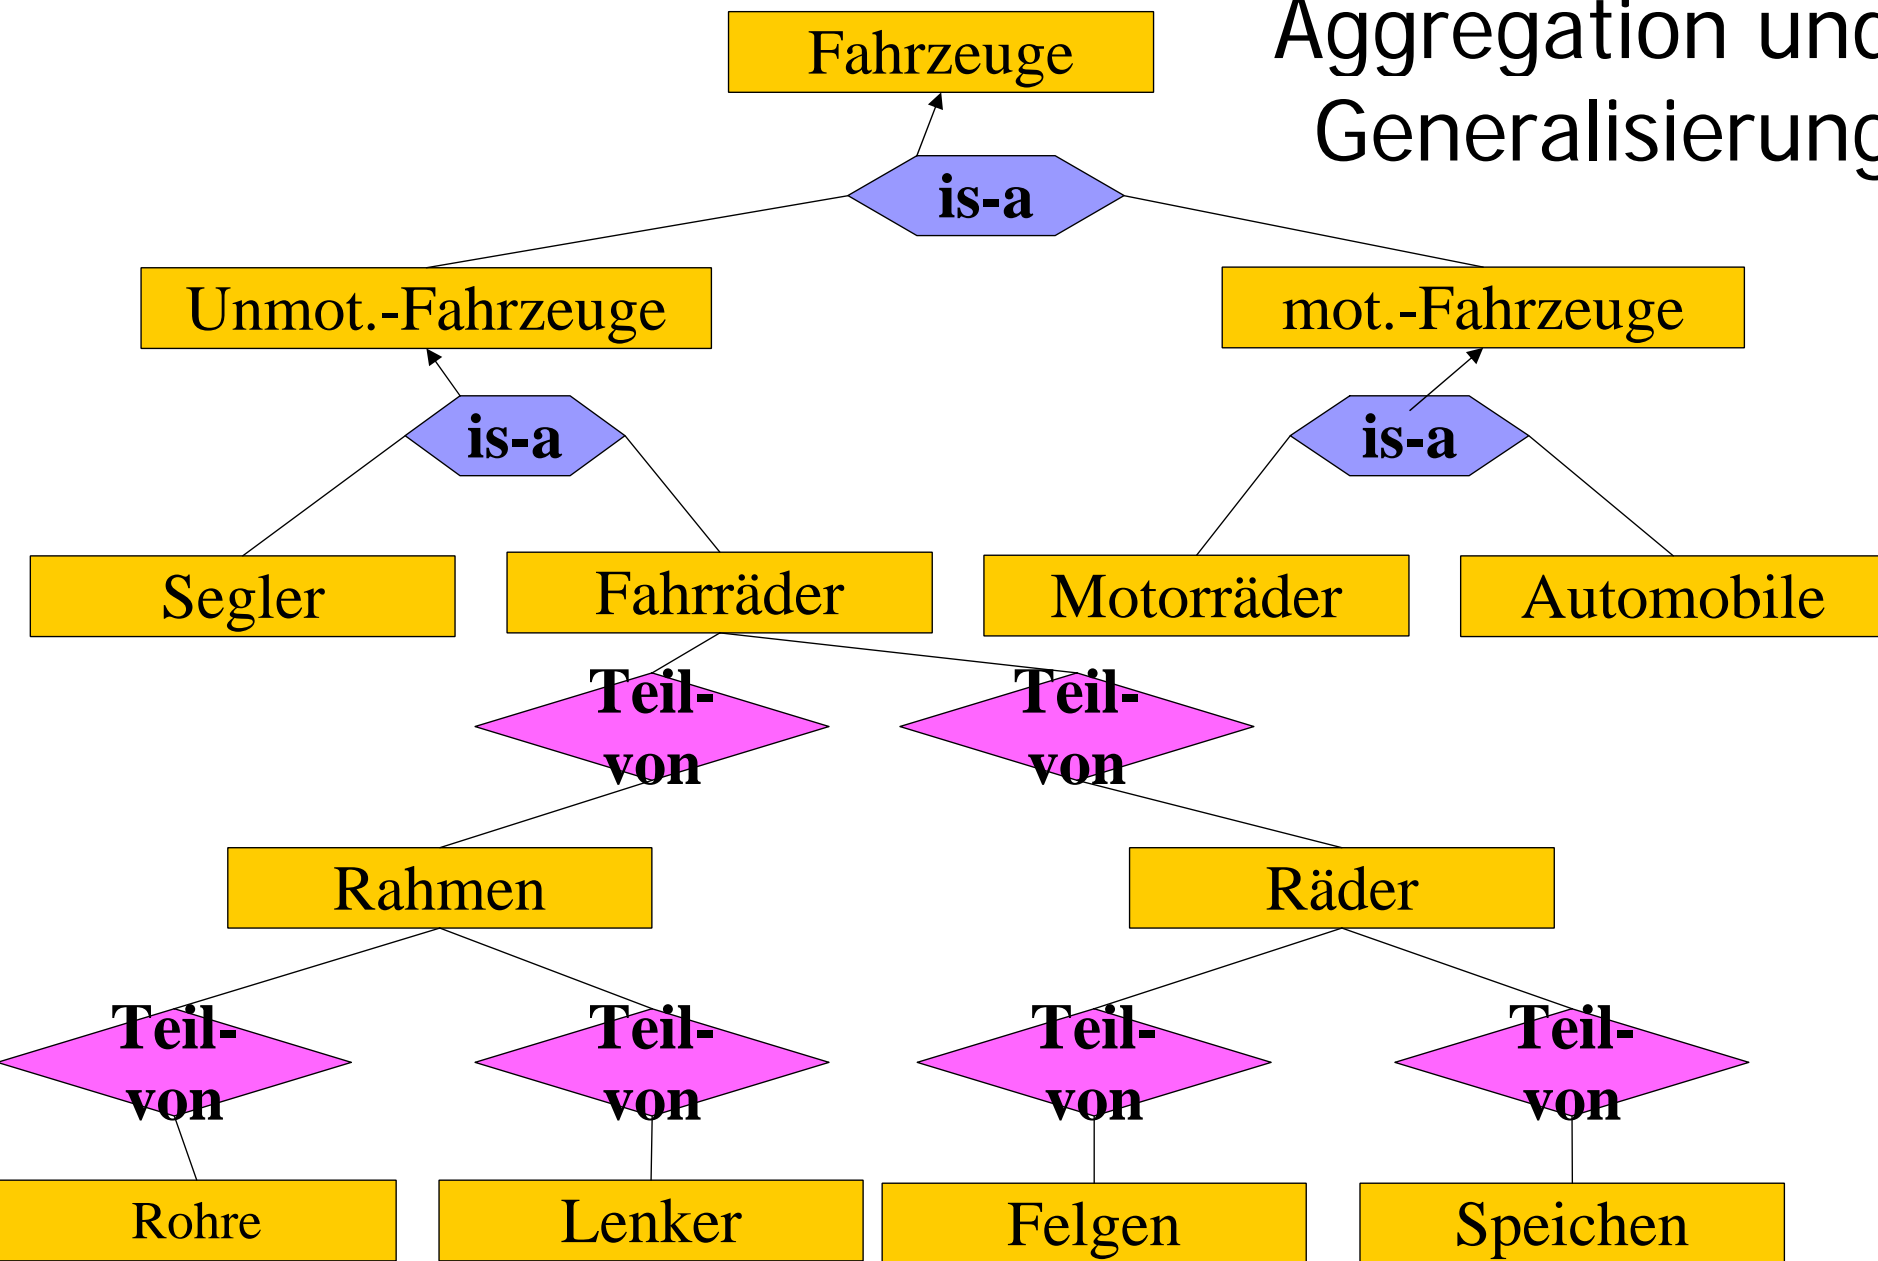 Fahrzeuge
Aggregation und
Generalisierung
is-a
Unmot.-Fahrzeuge
mot.-Fahrzeuge
is-a
is-a
Segler
Fahrräder
Motorräder
Automobile
Teil-
von
Teil-
von
Rahmen
Räder
Teil-
von
Teil-
von
Teil-
von
Teil-
von
Rohre
Lenker
Felgen
Speichen